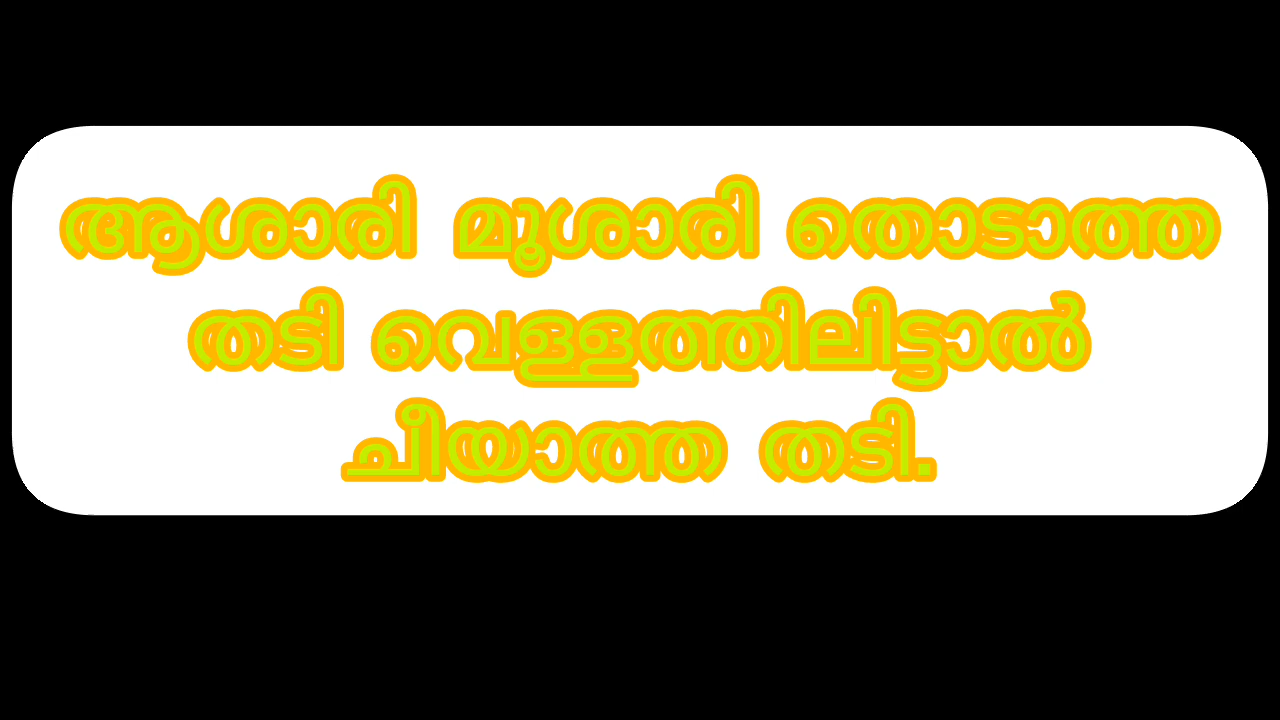 ആശാരി മൂശാരി തൊടാത്ത
തടി വെള്ളത്തിലിട്ടാൽ
ചീയാത്ത തടി.